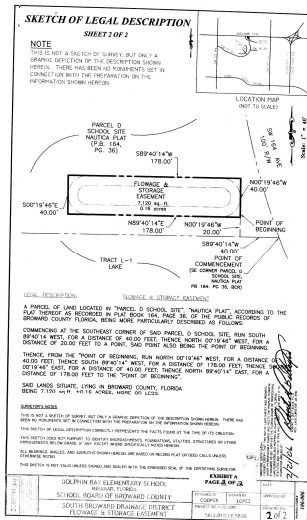 SKETCH OF LEGAL DESCRIPTION
SHEET 2 OF 2
NOTE
THIS IS NOT A SKETCH OF SURVEY, BUT ONLY A
GRAPHIC DEPICTION OF THE DESCRIPTION SHOWN
HEREIN. THERE HAS BEEN NO MONUMENTS SET IN
CONNECTION WITH THE PREPARATION ON THE
INFORMATION SHOWN HEREIN.
LOCATION MAP
(NOT TO SCALE)
Scale: 1" = 40'
PARCEL D
SCHOOL SITE
NAUTICA PLAT
(P.B. 164,
PG. 36)
SW 164 AVE
100' R/W
S89°40'14"W
178.00'
N00°19'46"W
40.00'
FLOWAGE &
STORAGE
EASEMENT
7,120 sq. ft.
0.16 acres
S00°19'46"E
40.00'
N89°40'14"E
178.00'
N00°19'46"W
20.00'
POINT OF
BEGINNING
S89°40'14"W
40.00'
POINT OF
COMMENCEMENT
(SE CORNER PARCEL D
SCHOOL SITE,
NAUTICA PLAT
PB 164, PG 36, BCR)
TRACT L-1
LAKE
LEGAL DESCRIPTION: FLOWAGE & STORAGE EASEMENT
A PARCEL OF LAND LOCATED IN "PARCEL D SCHOOL SITE", "NAUTICA PLAT", ACCORDING TO THE
PLAT THEREOF AS RECORDED IN PLAT BOOK 164, PAGE 36, OF THE PUBLIC RECORDS OF
BROWARD COUNTY FLORIDA, BEING MORE PARTICULARLY DESCRIBED AS FOLLOWS:
COMMENCING AT THE SOUTHEAST CORNER OF SAID PARCEL D SCHOOL SITE, RUN SOUTH
89°40'14" WEST, FOR A DISTANCE OF 40.00 FEET; THENCE NORTH 00°19'46" WEST, FOR A
DISTANCE OF 20.00 FEET TO A POINT, SAID POINT ALSO BEING THE POINT OF BEGINNING.
THENCE, FROM THE "POINT OF BEGINNING, RUN NORTH 00°19'46" WEST, FOR A DISTANCE
40.00 FEET; THENCE SOUTH 89°40'14" WEST, FOR A DISTANCE OF 178.00 FEET; THENCE
00°19'46" EAST, FOR A DISTANCE OF 40.00 FEET; THENCE NORTH 89°40'14" EAST, FOR A
DISTANCE OF 178.00 FEET TO THE "POINT OF BEGINNING".
SAID LANDS SITUATE, LYING IN BROWARD COUNTY, FLORIDA
BEING 7,120 sq. ft. ±0.16 ACRES, MORE OR LESS.
SURVEYOR'S NOTES
THIS IS NOT A SKETCH OF SURVEY, BUT ONLY A GRAPHIC DEPICTION OF THE DESCRIPTION SHOWN HEREIN. THERE HAS
BEEN NO MONUMENTS SET IN CONNECTION WITH THE PREPARATION ON THE INFORMATION SHOWN HEREIN.
THIS SKETCH OF LEGAL DESCRIPTION CORRECTLY REPRESENTS THE FACTS FOUND AT THE TIME OF ITS CREATION
THIS SKETCH DOES NOT SUPPORT TO IDENTIFY ENCROACHMENTS, FOUNDATIONS, UTILITIES, STRUCTURES OR OTHER
IMPROVEMENTS BELOW GRADE, IF ANY, EXCEPT WHERE SPECIFICALLY NOTED HEREON.
ALL BEARINGS, ANGLES, AND AZIMUTHS SHOWN HEREON ARE BASED ON RECORD PLAT OR DEED CALLS UNLESS
OTHERWISE NOTED.
THIS SKETCH IS NOT VALID UNLESS SIGNED AND SEALED WITH THE EMBOSSED SEAL OF THE CERTIFYING SURVEYOR.
EXHIBIT A
PAGE 2 OF 2
DOLPHIN BAY ELEMENTARY SCHOOL
MIRAMAR, FLORIDA
SCHOOL BOARD OF BROWARD COUNTY
SOUTH BROWARD DRAINAGE DISTRICT
FLOWAGE & STORAGE EASEMENT
COOPER
LOPEZ
2 of 2